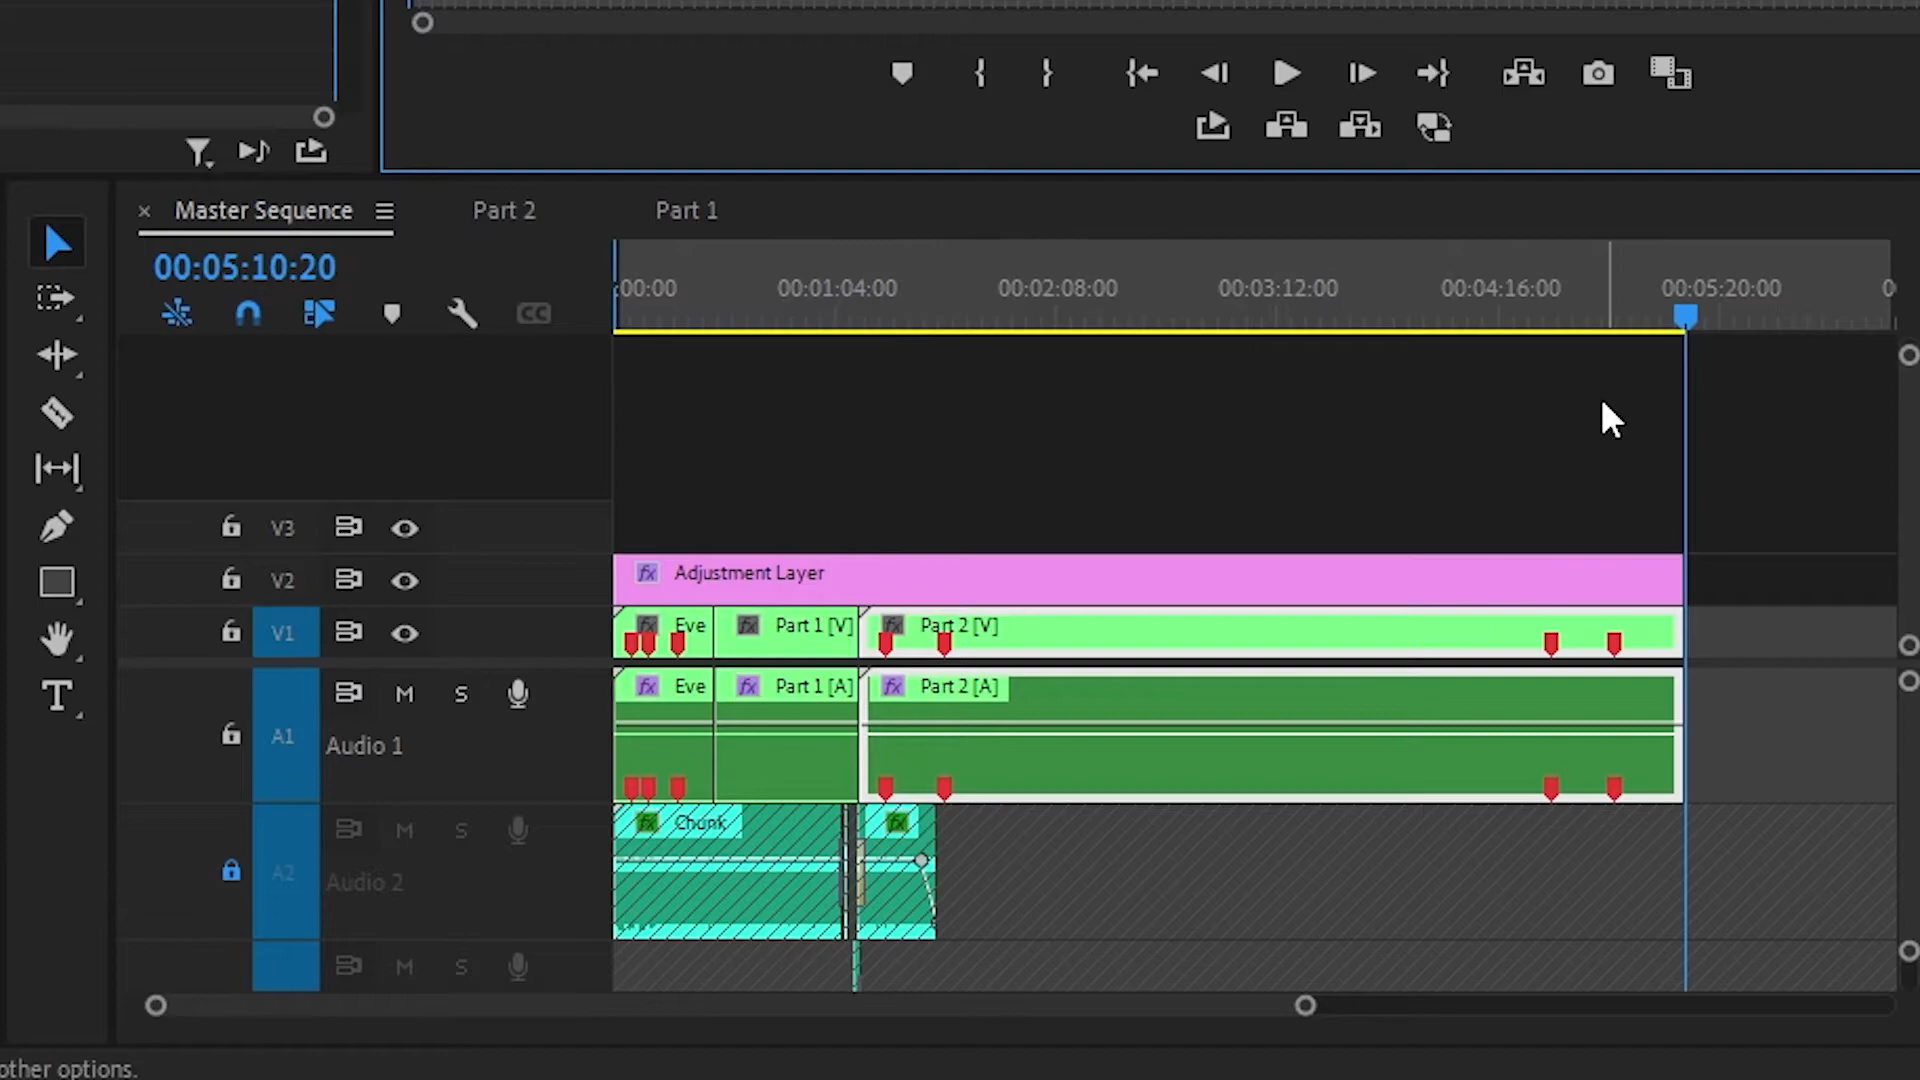 Master Sequence
Part 2
Part 1
00:05:10:20
:00:00
00:01:04:00
00:02:08:00
00:03:12:00
00:04:16:00
00:05:20:00
0
CC
V3
V2
fx Adjustment Layer
V1
fx Eve
fx Part 1 [V]
fx Part 2 [V]
M S
fx Eve
fx Part 1 [A]
fx Part 2 [A]
A1
Audio 1
M S
fx Chunk
fx
A2
Audio 2
M S
T
other options.